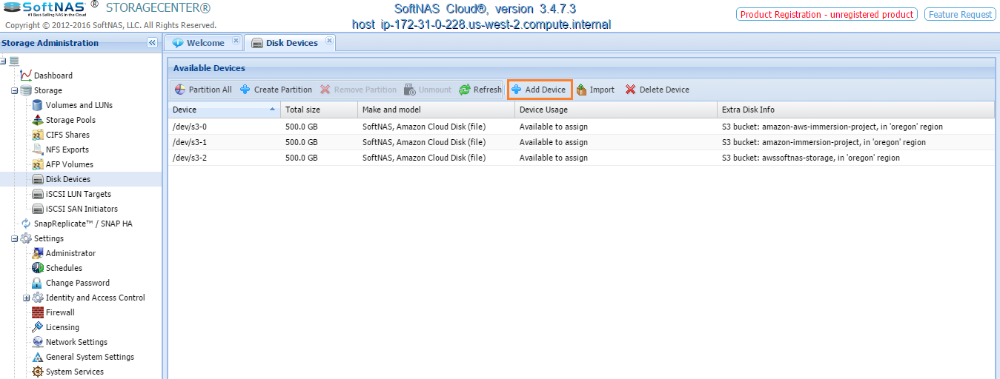 SoftNAS® STORAGECENTER®
#1 Best-Selling NAS in the Cloud
Copyright © 2012-2016 SoftNAS, LLC. All Rights Reserved.
SoftNAS Cloud®, version 3.4.7.3
host ip-172-31-0-228.us-west-2.compute.internal
Product Registration - unregistered product
Feature Request
Storage Administration
Dashboard
Storage
Volumes and LUNs
Storage Pools
CIFS Shares
NFS Exports
AFP Volumes
Disk Devices
iSCSI LUN Targets
iSCSI SAN Initiators
SnapReplicate™ / SNAP HA
Settings
Administrator
Schedules
Change Password
Identity and Access Control
Firewall
Licensing
Network Settings
General System Settings
System Services
Welcome Disk Devices
Available Devices
Partition All Create Partition Remove Partition Unmount Refresh Add Device Import Delete Device
Device Total size Make and model Device Usage Extra Disk Info
/dev/s3-0 500.0 GB SoftNAS, Amazon Cloud Disk (file) Available to assign S3 bucket: amazon-aws-immersion-project, in 'oregon' region
/dev/s3-1 500.0 GB SoftNAS, Amazon Cloud Disk (file) Available to assign S3 bucket: amazon-immersion-project, in 'oregon' region
/dev/s3-2 500.0 GB SoftNAS, Amazon Cloud Disk (file) Available to assign S3 bucket: awssoftnas-storage, in 'oregon' region